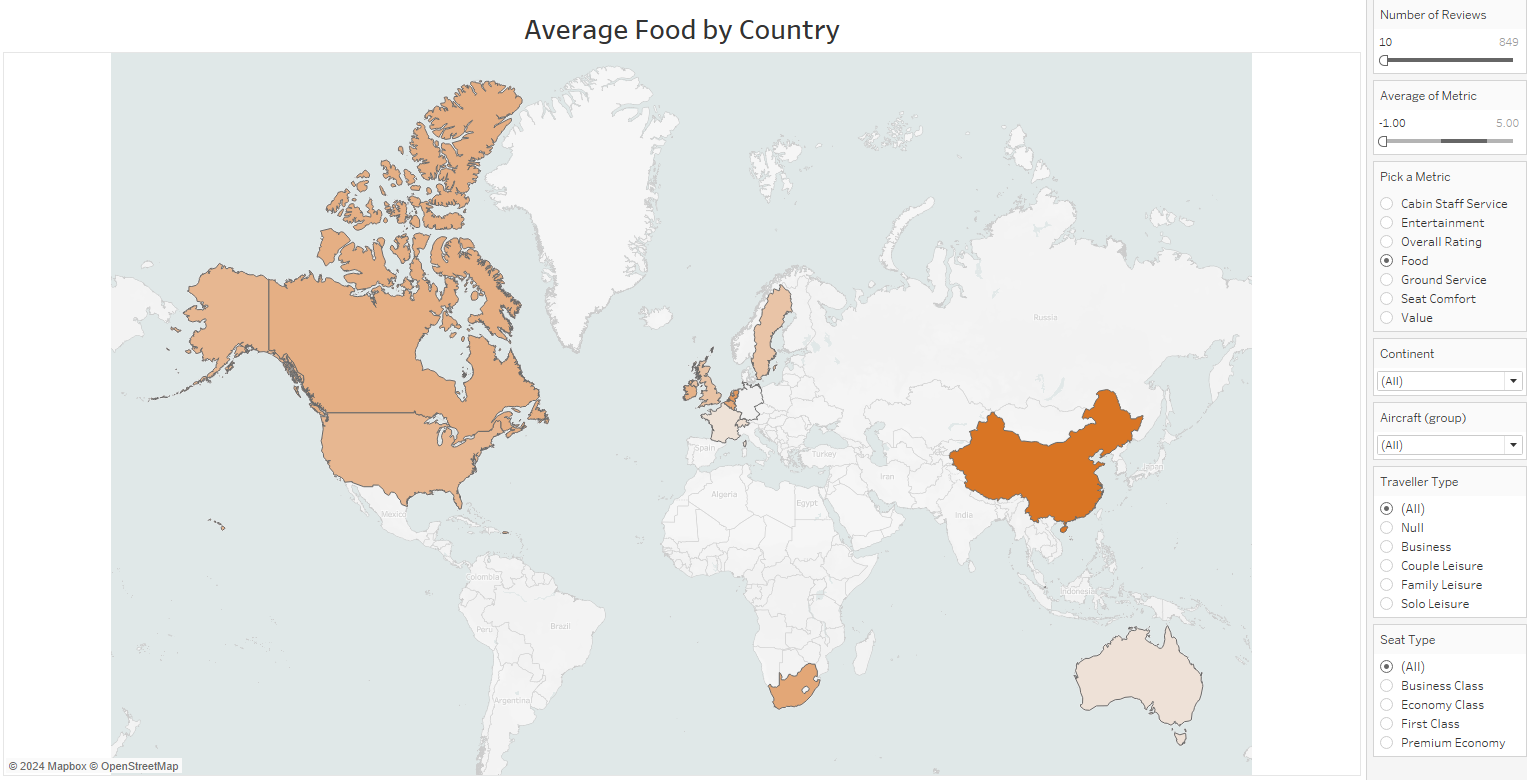 Average Food by Country
Russia
Spain
Turkey
Iran
Japan
Algeria
Egypt
India
Mexico
Colombia
Indonesia
Peru
Brazil
Argentina
© 2024 Mapbox © OpenStreetMap
Number of Reviews
10 849
Average of Metric
-1.00 5.00
Pick a Metric
Cabin Staff Service
Entertainment
Overall Rating
Food
Ground Service
Seat Comfort
Value
Continent
(All)
Aircraft (group)
(All)
Traveller Type
(All)
Null
Business
Couple Leisure
Family Leisure
Solo Leisure
Seat Type
(All)
Business Class
Economy Class
First Class
Premium Economy